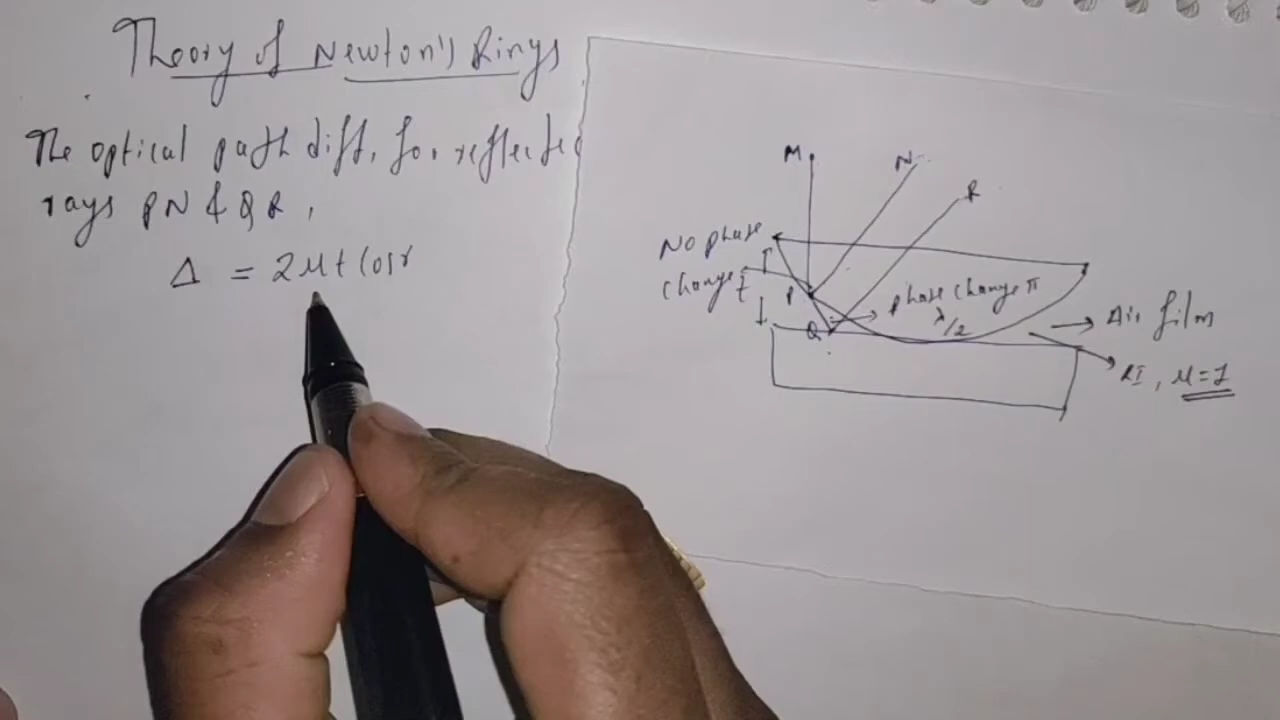 Theory of Newton's Rings
The optical path diff, for reflected
rays PN & QR,
Δ = 2μt cosr
M
N
R
No phase
change
t
P
Q
phase change π
λ/2
Air film
RI, μ=1